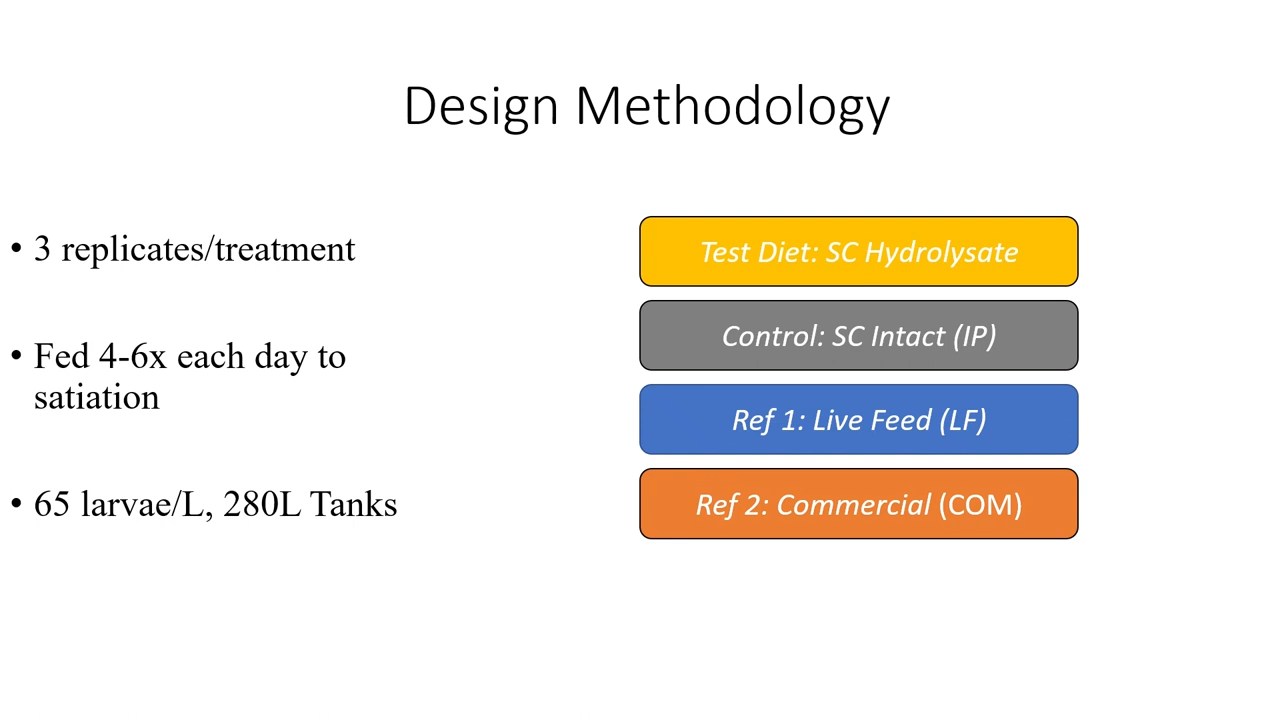 Design Methodology
• 3 replicates/treatment
• Fed 4-6x each day to
satiation
• 65 larvae/L, 280L Tanks
Test Diet: SC Hydrolysate
Control: SC Intact (IP)
Ref 1: Live Feed (LF)
Ref 2: Commercial (COM)